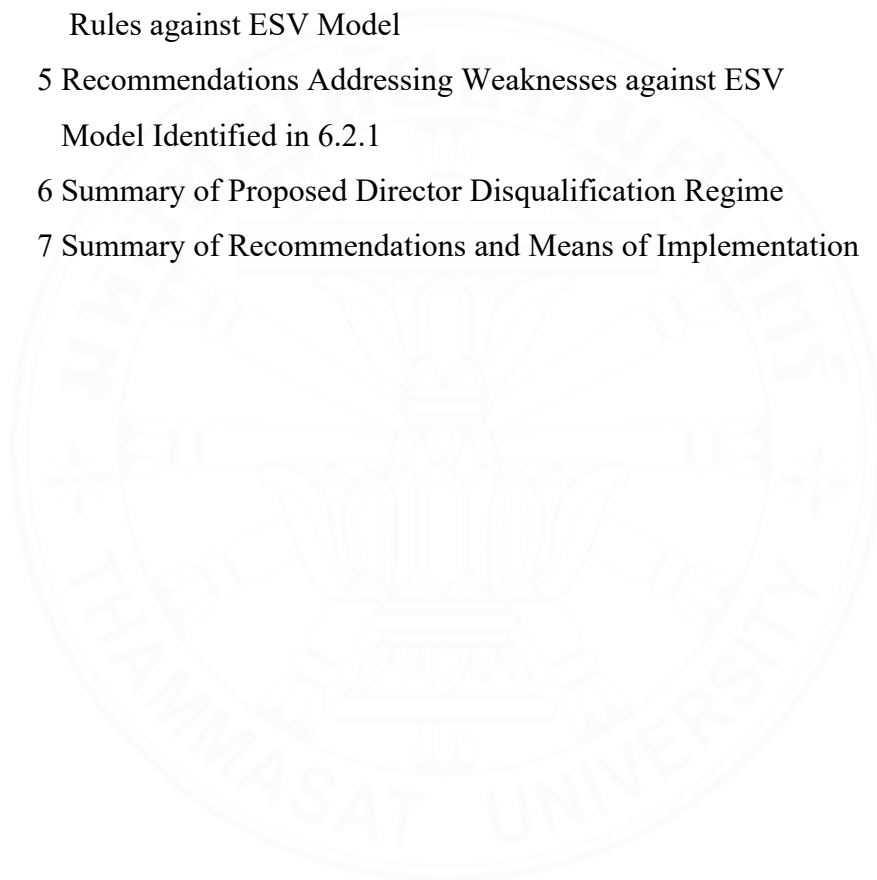 Rules against ESV Model
5 Recommendations Addressing Weaknesses against ESV
Model Identified in 6.2.1
6 Summary of Proposed Director Disqualification Regime
7 Summary of Recommendations and Means of Implementation
THAMMASAT UNIVERSITY